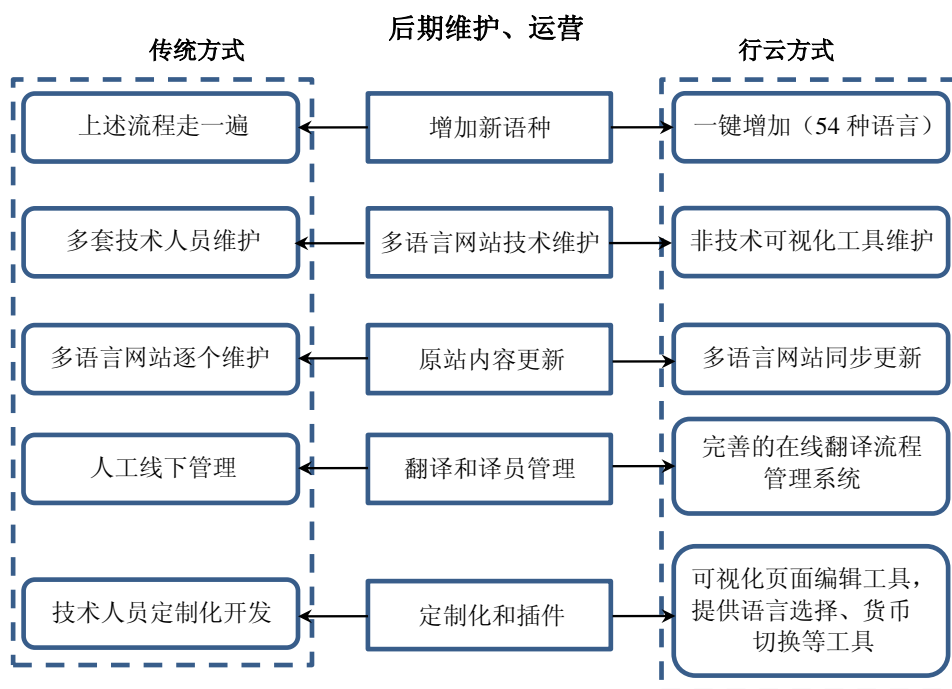 后期维护、运营
传统方式
行云方式
上述流程走一遍
增加新语种
一键增加（54 种语言）
多套技术人员维护
多语言网站技术维护
非技术可视化工具维护
多语言网站逐个维护
原站内容更新
多语言网站同步更新
人工线下管理
翻译和译员管理
完善的在线翻译流程
管理系统
技术人员定制化开发
定制化和插件
可视化页面编辑工具，
提供语言选择、货币
切换等工具